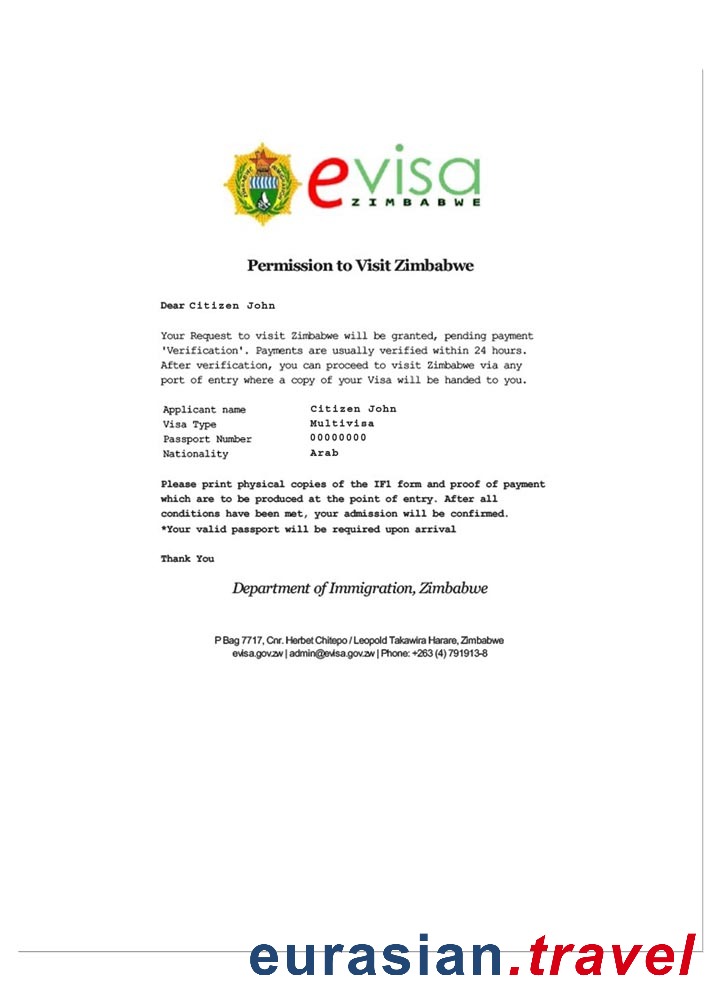 evisa
ZIMBABWE
Permission to Visit Zimbabwe
Dear Citizen John
Your Request to visit Zimbabwe will be granted, pending payment
'Verification'. Payments are usually verified within 24 hours.
After verification, you can proceed to visit Zimbabwe via any
port of entry where a copy of your Visa will be handed to you.
Applicant name Citizen John
Visa Type Multivisa
Passport Number 00000000
Nationality Arab
Please print physical copies of the IF1 form and proof of payment
which are to be produced at the point of entry. After all
conditions have been met, your admission will be confirmed.
*Your valid passport will be required upon arrival
Thank You
Department of Immigration, Zimbabwe
P Bag 7717, Cnr. Herbet Chitepo / Leopold Takawira Harare, Zimbabwe
evisa.gov.zw | admin@evisa.gov.zw | Phone: +263 (4) 791913-8
eurasian.travel